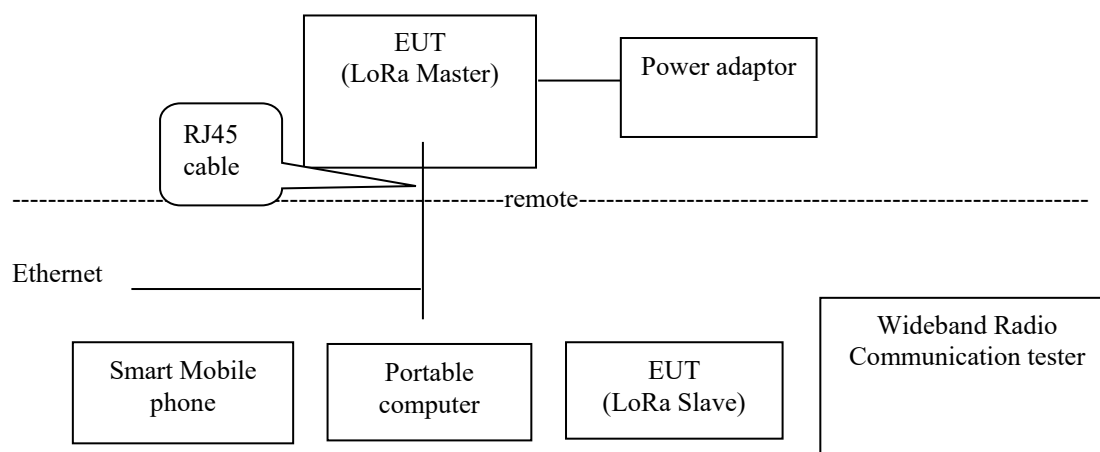 EUT
(LoRa Master)
Power adaptor
RJ45
cable
remote
Ethernet
Smart Mobile
phone
Portable
computer
EUT
(LoRa Slave)
Wideband Radio
Communication tester